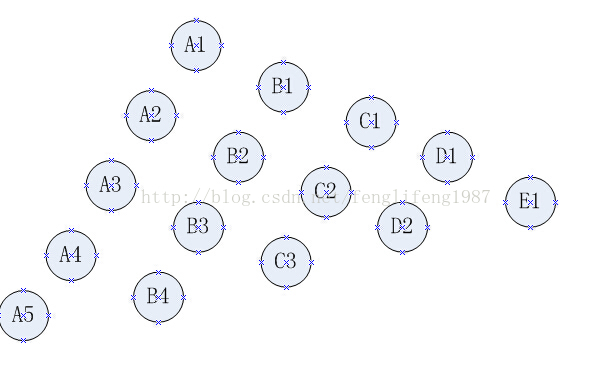 A1
B1
A2
C1
B2
D1
A3
C2
http://blog.csdn.net/fenglifeng1987
E1
B3
D2
A4
C3
B4
A5